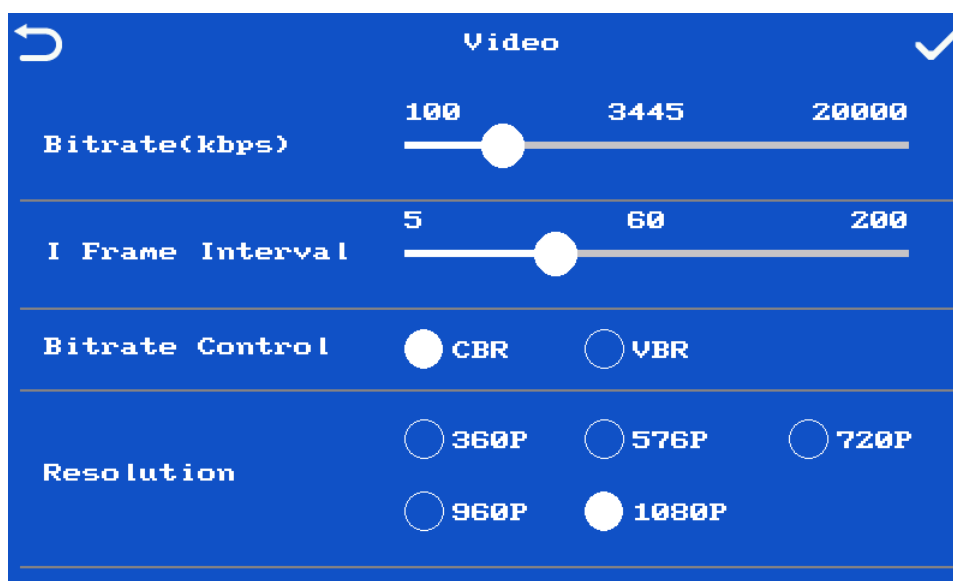 Video
100 3445 20000
Bitrate(kbps)
5 60 200
I Frame Interval
Bitrate Control CBR VBR
360P 576P 720P
Resolution
960P 1080P